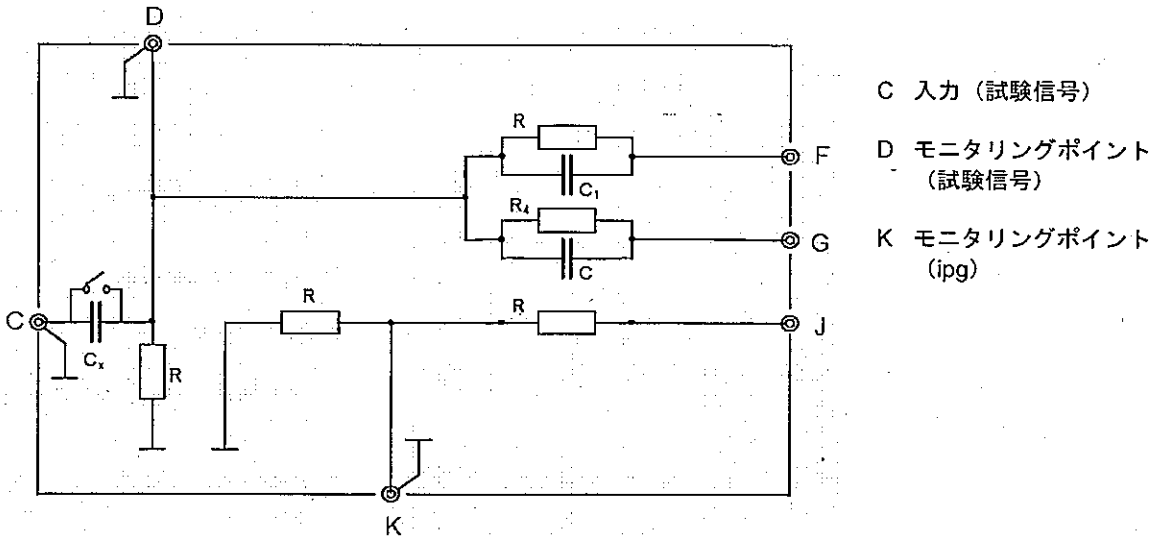 D
R
C₁
R₄
C
F
G
C
Cₓ
R
R
R
J
K
C 入力（試験信号）
D モニタリングポイント
（試験信号）
K モニタリングポイント
（ipg）